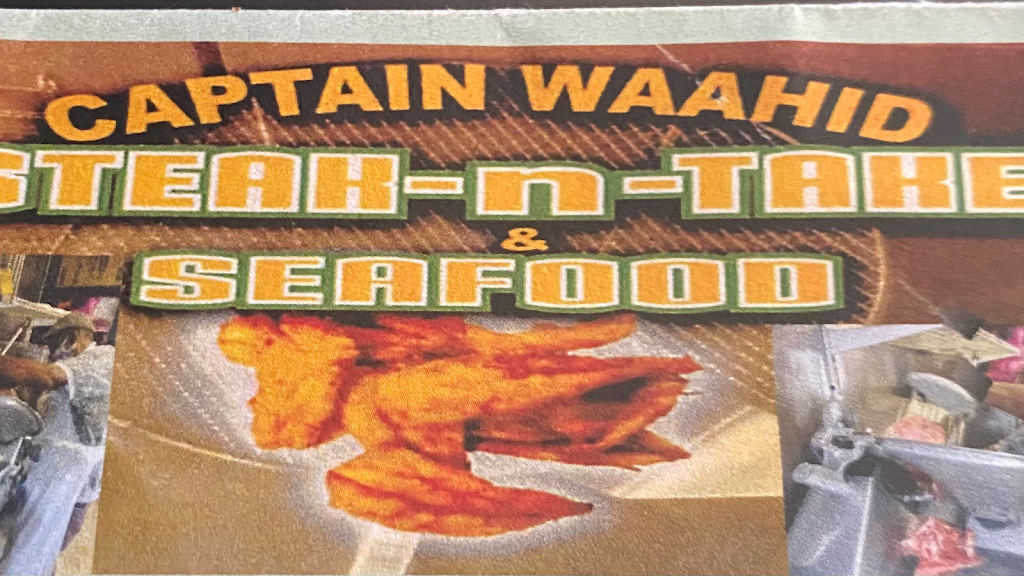 CAPTAIN WAAHID
STEAK-n-TAKE
&
SEAFOOD